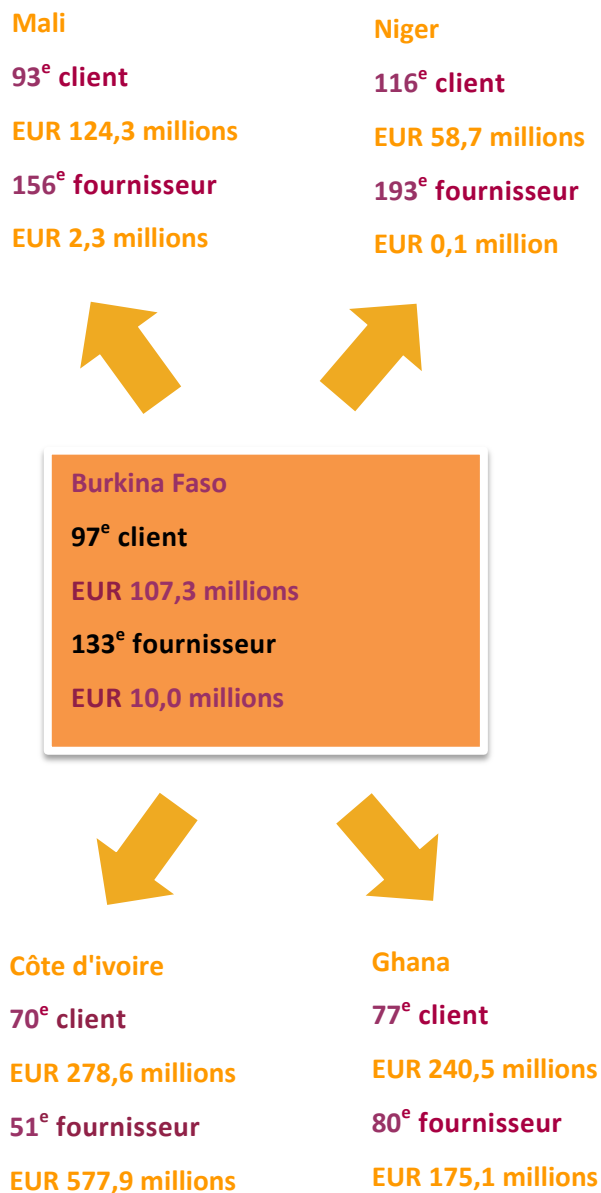 Mali
93e client
EUR 124,3 millions
156e fournisseur
EUR 2,3 millions
Niger
116e client
EUR 58,7 millions
193e fournisseur
EUR 0,1 million
Burkina Faso
97e client
EUR 107,3 millions
133e fournisseur
EUR 10,0 millions
Côte d'ivoire
70e client
EUR 278,6 millions
51e fournisseur
EUR 577,9 millions
Ghana
77e client
EUR 240,5 millions
80e fournisseur
EUR 175,1 millions